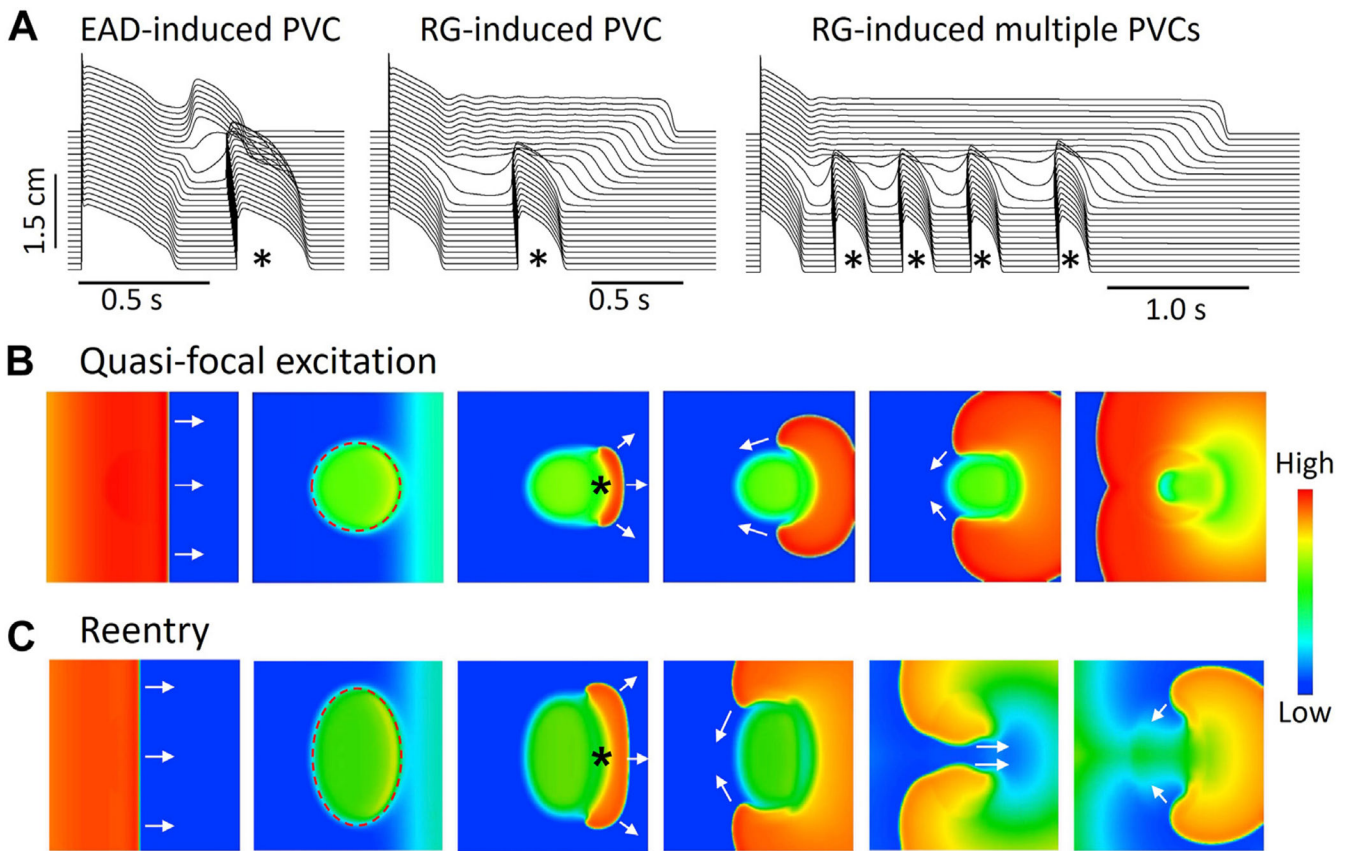 A
EAD-induced PVC
RG-induced PVC
RG-induced multiple PVCs
1.5 cm
*
*
* * * *
0.5 s
0.5 s
1.0 s
B Quasi-focal excitation
*
High
Low
C Reentry
*